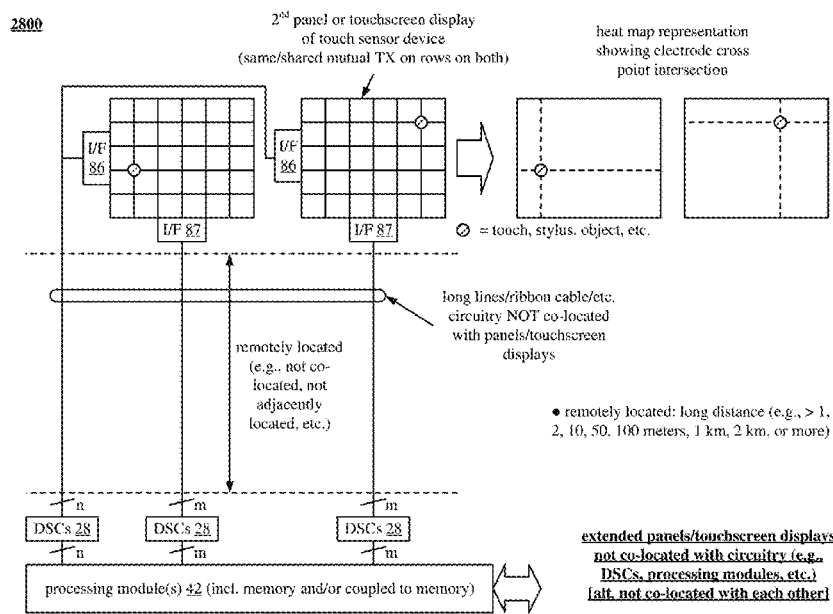 2800
2nd panel or touchscreen display
of touch sensor device
(same/shared mutual TX on rows on both)
heat map representation
showing electrode cross
point intersection
I/F
86
I/F
86
I/F 87
I/F 87
= touch, stylus, object, etc.
long lines/ribbon cable/etc.
circuitry NOT co-located
with panels/touchscreen
displays
remotely located
(e.g., not co-
located, not
adjacently
located, etc.)
● remotely located: long distance (e.g., > 1,
2, 10, 50, 100 meters, 1 km, 2 km, or more)
n
m
m
DSCs 28
DSCs 28
DSCs 28
n
m
m
processing module(s) 42 (incl. memory and/or coupled to memory)
extended panels/touchscreen displays
not co-located with circuitry (e.g.,
DSCs, processing modules, etc.)
[alt, not co-located with each other]